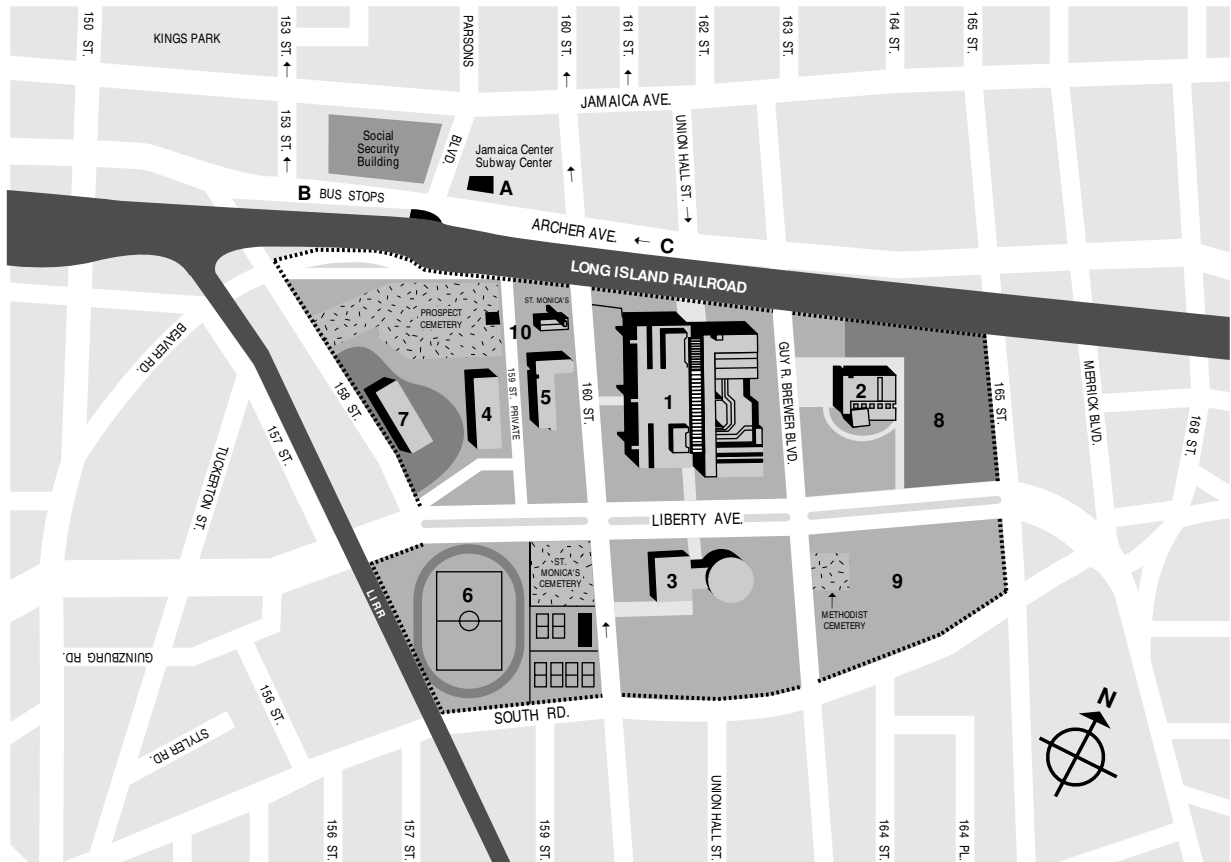 150 ST.
KINGS PARK
153 ST.
PARSONS
160 ST.
161 ST.
162 ST.
163 ST.
164 ST.
165 ST.
JAMAICA AVE.
153 ST.
Social
Security
Building
BLVD.
Jamaica Center
Subway Center
A
UNION HALL ST.
B BUS STOPS
ARCHER AVE.
C
LONG ISLAND RAILROAD
BEAVER RD.
PROSPECT
CEMETERY
ST. MONICA'S
10
158 ST.
7
4
159 ST. PRIVATE
5
160 ST.
1
GUY R. BREWER BLVD.
2
8
165 ST.
MERRICK BLVD.
168 ST.
157 ST.
TUCKERTON ST.
LIBERTY AVE.
LIRR
6
ST.
MONICA'S
CEMETERY
3
9
METHODIST
CEMETERY
GUINZBURG RD.
156 ST.
STYLER RD.
SOUTH RD.
N
156 ST.
157 ST.
159 ST.
UNION HALL ST.
164 ST.
164 PL.